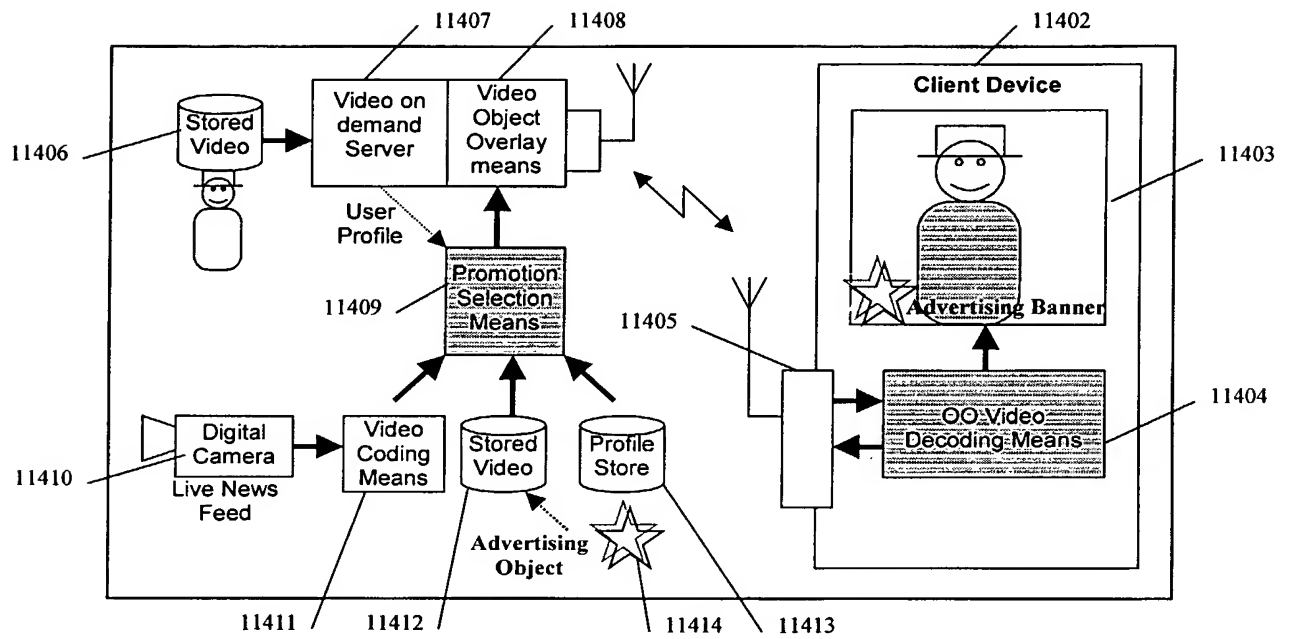 11407
11408
11402
Client Device
Video on
demand
Server
Video
Object
Overlay
means
Stored
Video
11406
11403
User
Profile
Promotion
Selection
Means
11409
Advertising Banner
11405
OO Video
Decoding Means
11404
Digital
Camera
Video
Coding
Means
Stored
Video
Profile
Store
11410
Live News
Feed
Advertising
Object
11411
11412
11414
11413